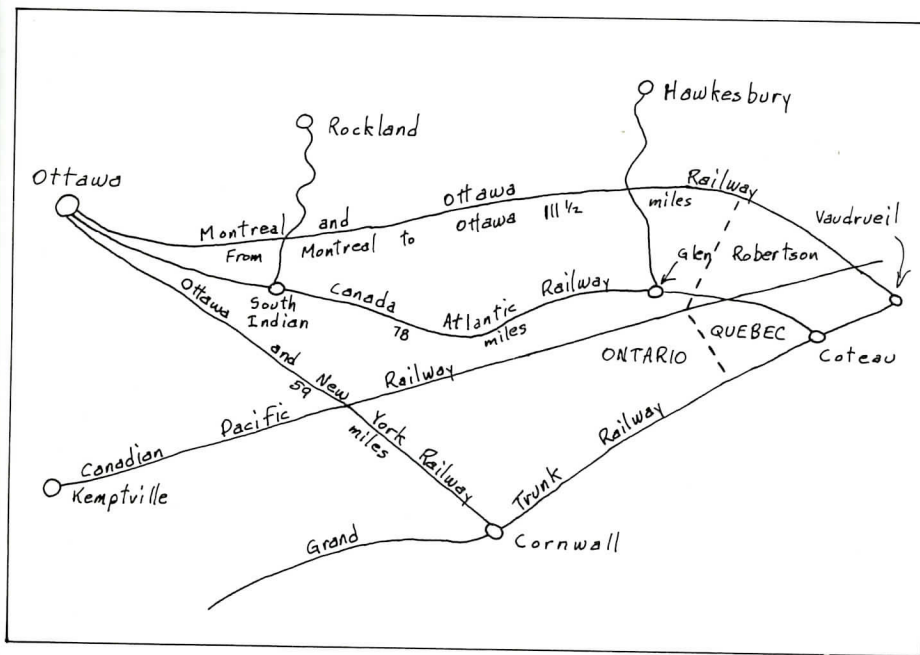 Hawkesbury
Rockland
Ottawa
Montreal and Ottawa Railway
From Montreal to Ottawa 111 1/2 miles
Vaudrueil
Glen Robertson
South
Indian
Canada Atlantic Railway
78 miles
Ottawa and New York Railway
59 miles
ONTARIO
QUEBEC
Coteau
Canadian Pacific Railway
Kemptville
Grand Trunk Railway
Cornwall